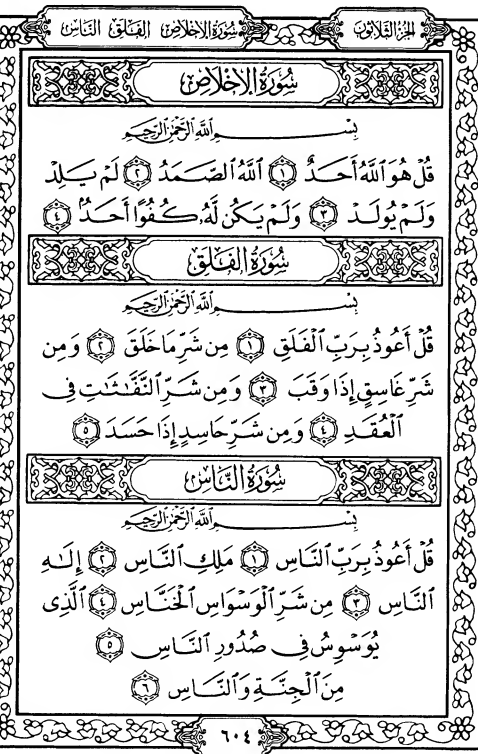 الجزء الثلاثون سورة الإخلاص الفلق الناس
سُورَةُ الإِخْلَاصِ
بِسْمِ ٱللَّهِ ٱلرَّحْمَٰنِ ٱلرَّحِيمِ
قُلْ هُوَ ٱللَّهُ أَحَدٌ ١ ٱللَّهُ ٱلصَّمَدُ ٢ لَمْ يَلِدْ
وَلَمْ يُولَدْ ٣ وَلَمْ يَكُن لَّهُۥ كُفُوًا أَحَدٌۢ ٤
سُورَةُ الفَلَقِ
بِسْمِ ٱللَّهِ ٱلرَّحْمَٰنِ ٱلرَّحِيمِ
قُلْ أَعُوذُ بِرَبِّ ٱلْفَلَقِ ١ مِن شَرِّ مَا خَلَقَ ٢ وَمِن
شَرِّ غَاسِقٍ إِذَا وَقَبَ ٣ وَمِن شَرِّ ٱلنَّفَّٰثَٰتِ فِى
ٱلْعُقَدِ ٤ وَمِن شَرِّ حَاسِدٍ إِذَا حَسَدَ ٥
سُورَةُ النَّاسِ
بِسْمِ ٱللَّهِ ٱلرَّحْمَٰنِ ٱلرَّحِيمِ
قُلْ أَعُوذُ بِرَبِّ ٱلنَّاسِ ١ مَلِكِ ٱلنَّاسِ ٢ إِلَٰهِ
ٱلنَّاسِ ٣ مِن شَرِّ ٱلْوَسْوَاسِ ٱلْخَنَّاسِ ٤ ٱلَّذِى
يُوَسْوِسُ فِى صُدُورِ ٱلنَّاسِ ٥
مِنَ ٱلْجِنَّةِ وَٱلنَّاسِ ٦
٦٠٤